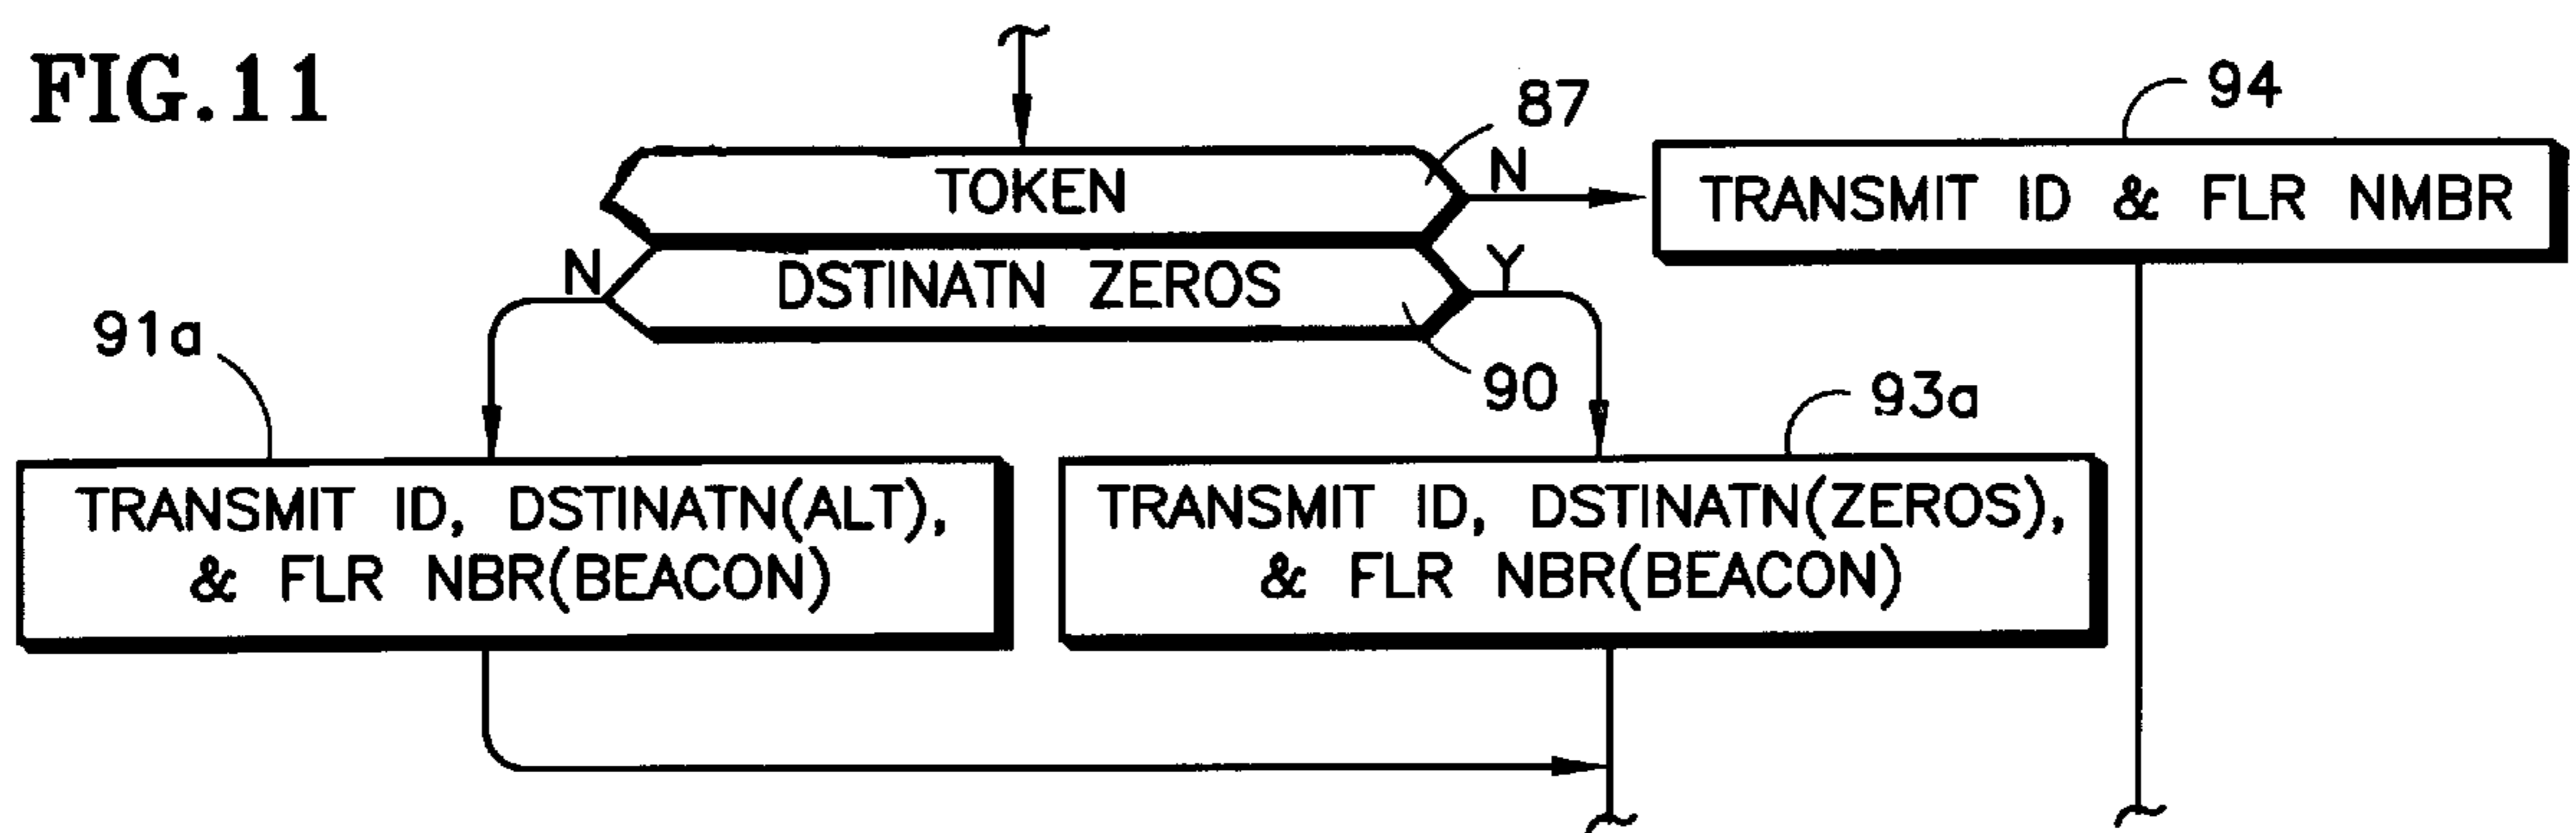 FIG.11
87
94
TOKEN
N
TRANSMIT ID & FLR NMBR
N
DSTINATN ZEROS
Y
91a
90
93a
TRANSMIT ID, DSTINATN(ALT),
& FLR NBR(BEACON)
TRANSMIT ID, DSTINATN(ZEROS),
& FLR NBR(BEACON)